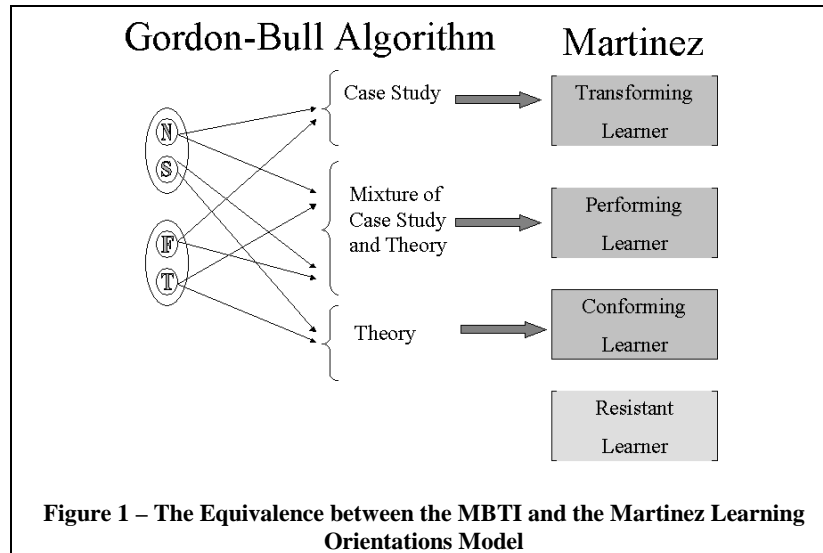 Gordon-Bull Algorithm
Martinez
N
S
F
T
Case Study
Mixture of
Case Study
and Theory
Theory
Transforming
Learner
Performing
Learner
Conforming
Learner
Resistant
Learner
Figure 1 – The Equivalence between the MBTI and the Martinez Learning
Orientations Model